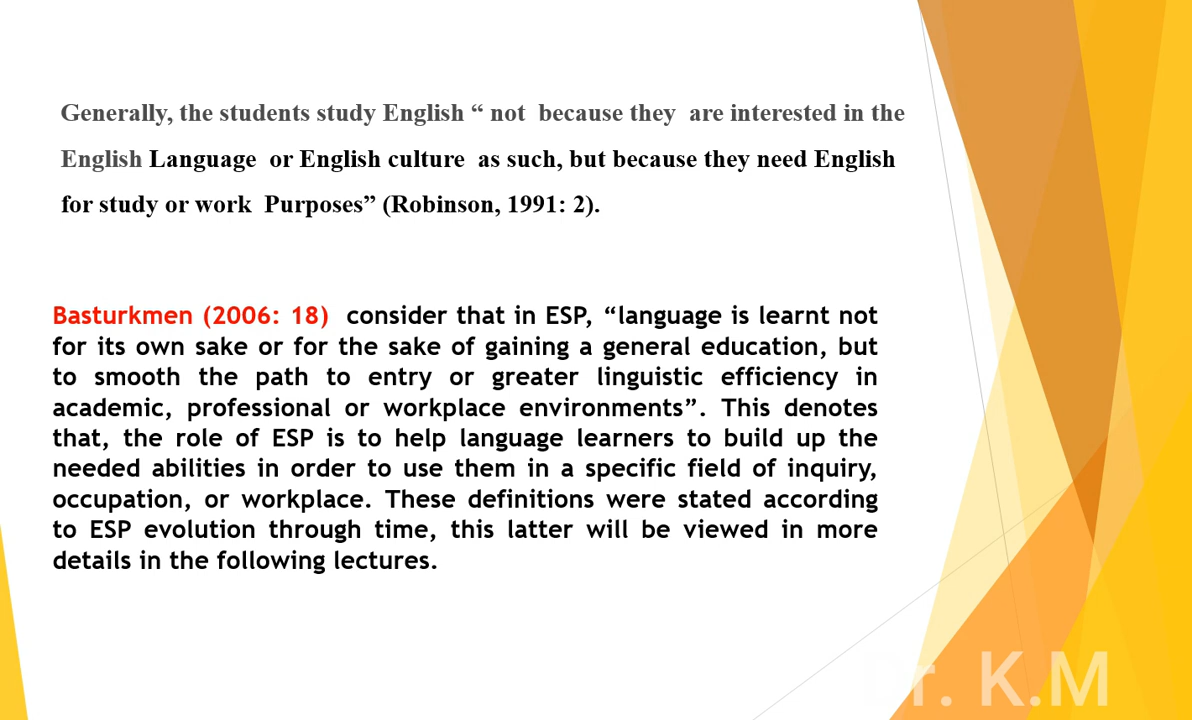 Generally, the students study English “ not because they are interested in the
English Language or English culture as such, but because they need English
for study or work Purposes” (Robinson, 1991: 2).
Basturkmen (2006: 18) consider that in ESP, “language is learnt not
for its own sake or for the sake of gaining a general education, but
to smooth the path to entry or greater linguistic efficiency in
academic, professional or workplace environments”. This denotes
that, the role of ESP is to help language learners to build up the
needed abilities in order to use them in a specific field of inquiry,
occupation, or workplace. These definitions were stated according
to ESP evolution through time, this latter will be viewed in more
details in the following lectures.
Dr. K.M